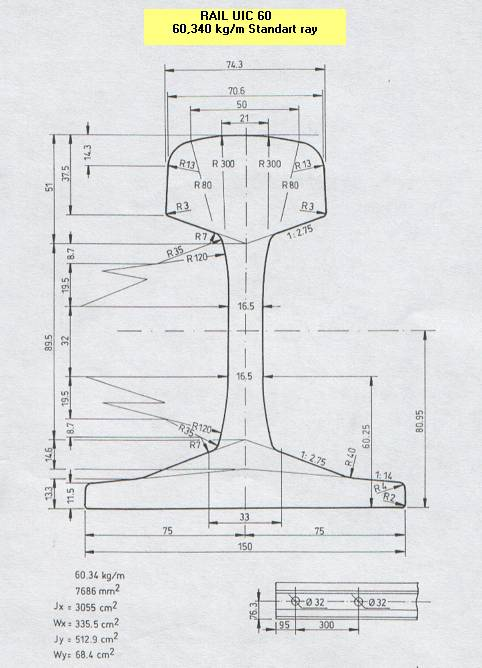 RAIL UIC 60
60,340 kg/m Standart ray
74.3
70.6
50
21
14.3
37.5
51
R13
R 300
R 300
R13
R 80
R 80
R3
R3
R7
1:2.75
R35
R120
8.7
19.5
16.5
32
89.5
16.5
19.5
R120
R35
R7
8.7
14.6
60.25
80.95
1:2.75
R.40
1:14
R4
R2
13.3
11.5
33
75
75
150
60.34 kg/m
7686 mm2
Jx = 3055 cm2
Wx = 335.5 cm2
Jy = 512.9 cm2
Wy= 68.4 cm2
76.3
Ø 32
Ø 32
95
300